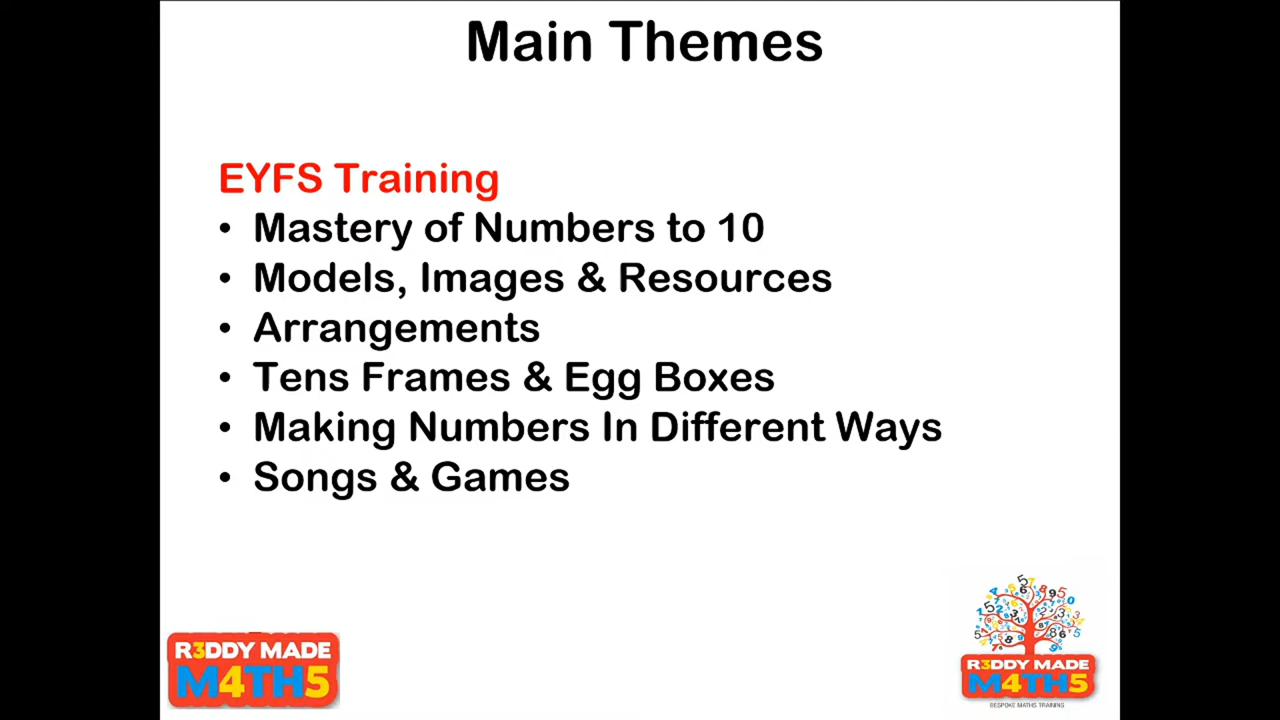 Main Themes
EYFS Training
• Mastery of Numbers to 10
• Models, Images & Resources
• Arrangements
• Tens Frames & Egg Boxes
• Making Numbers In Different Ways
• Songs & Games
R3DDY MADE
M4TH5
R3DDY MADE
M4TH5
BESPOKE MATHS TRAINING